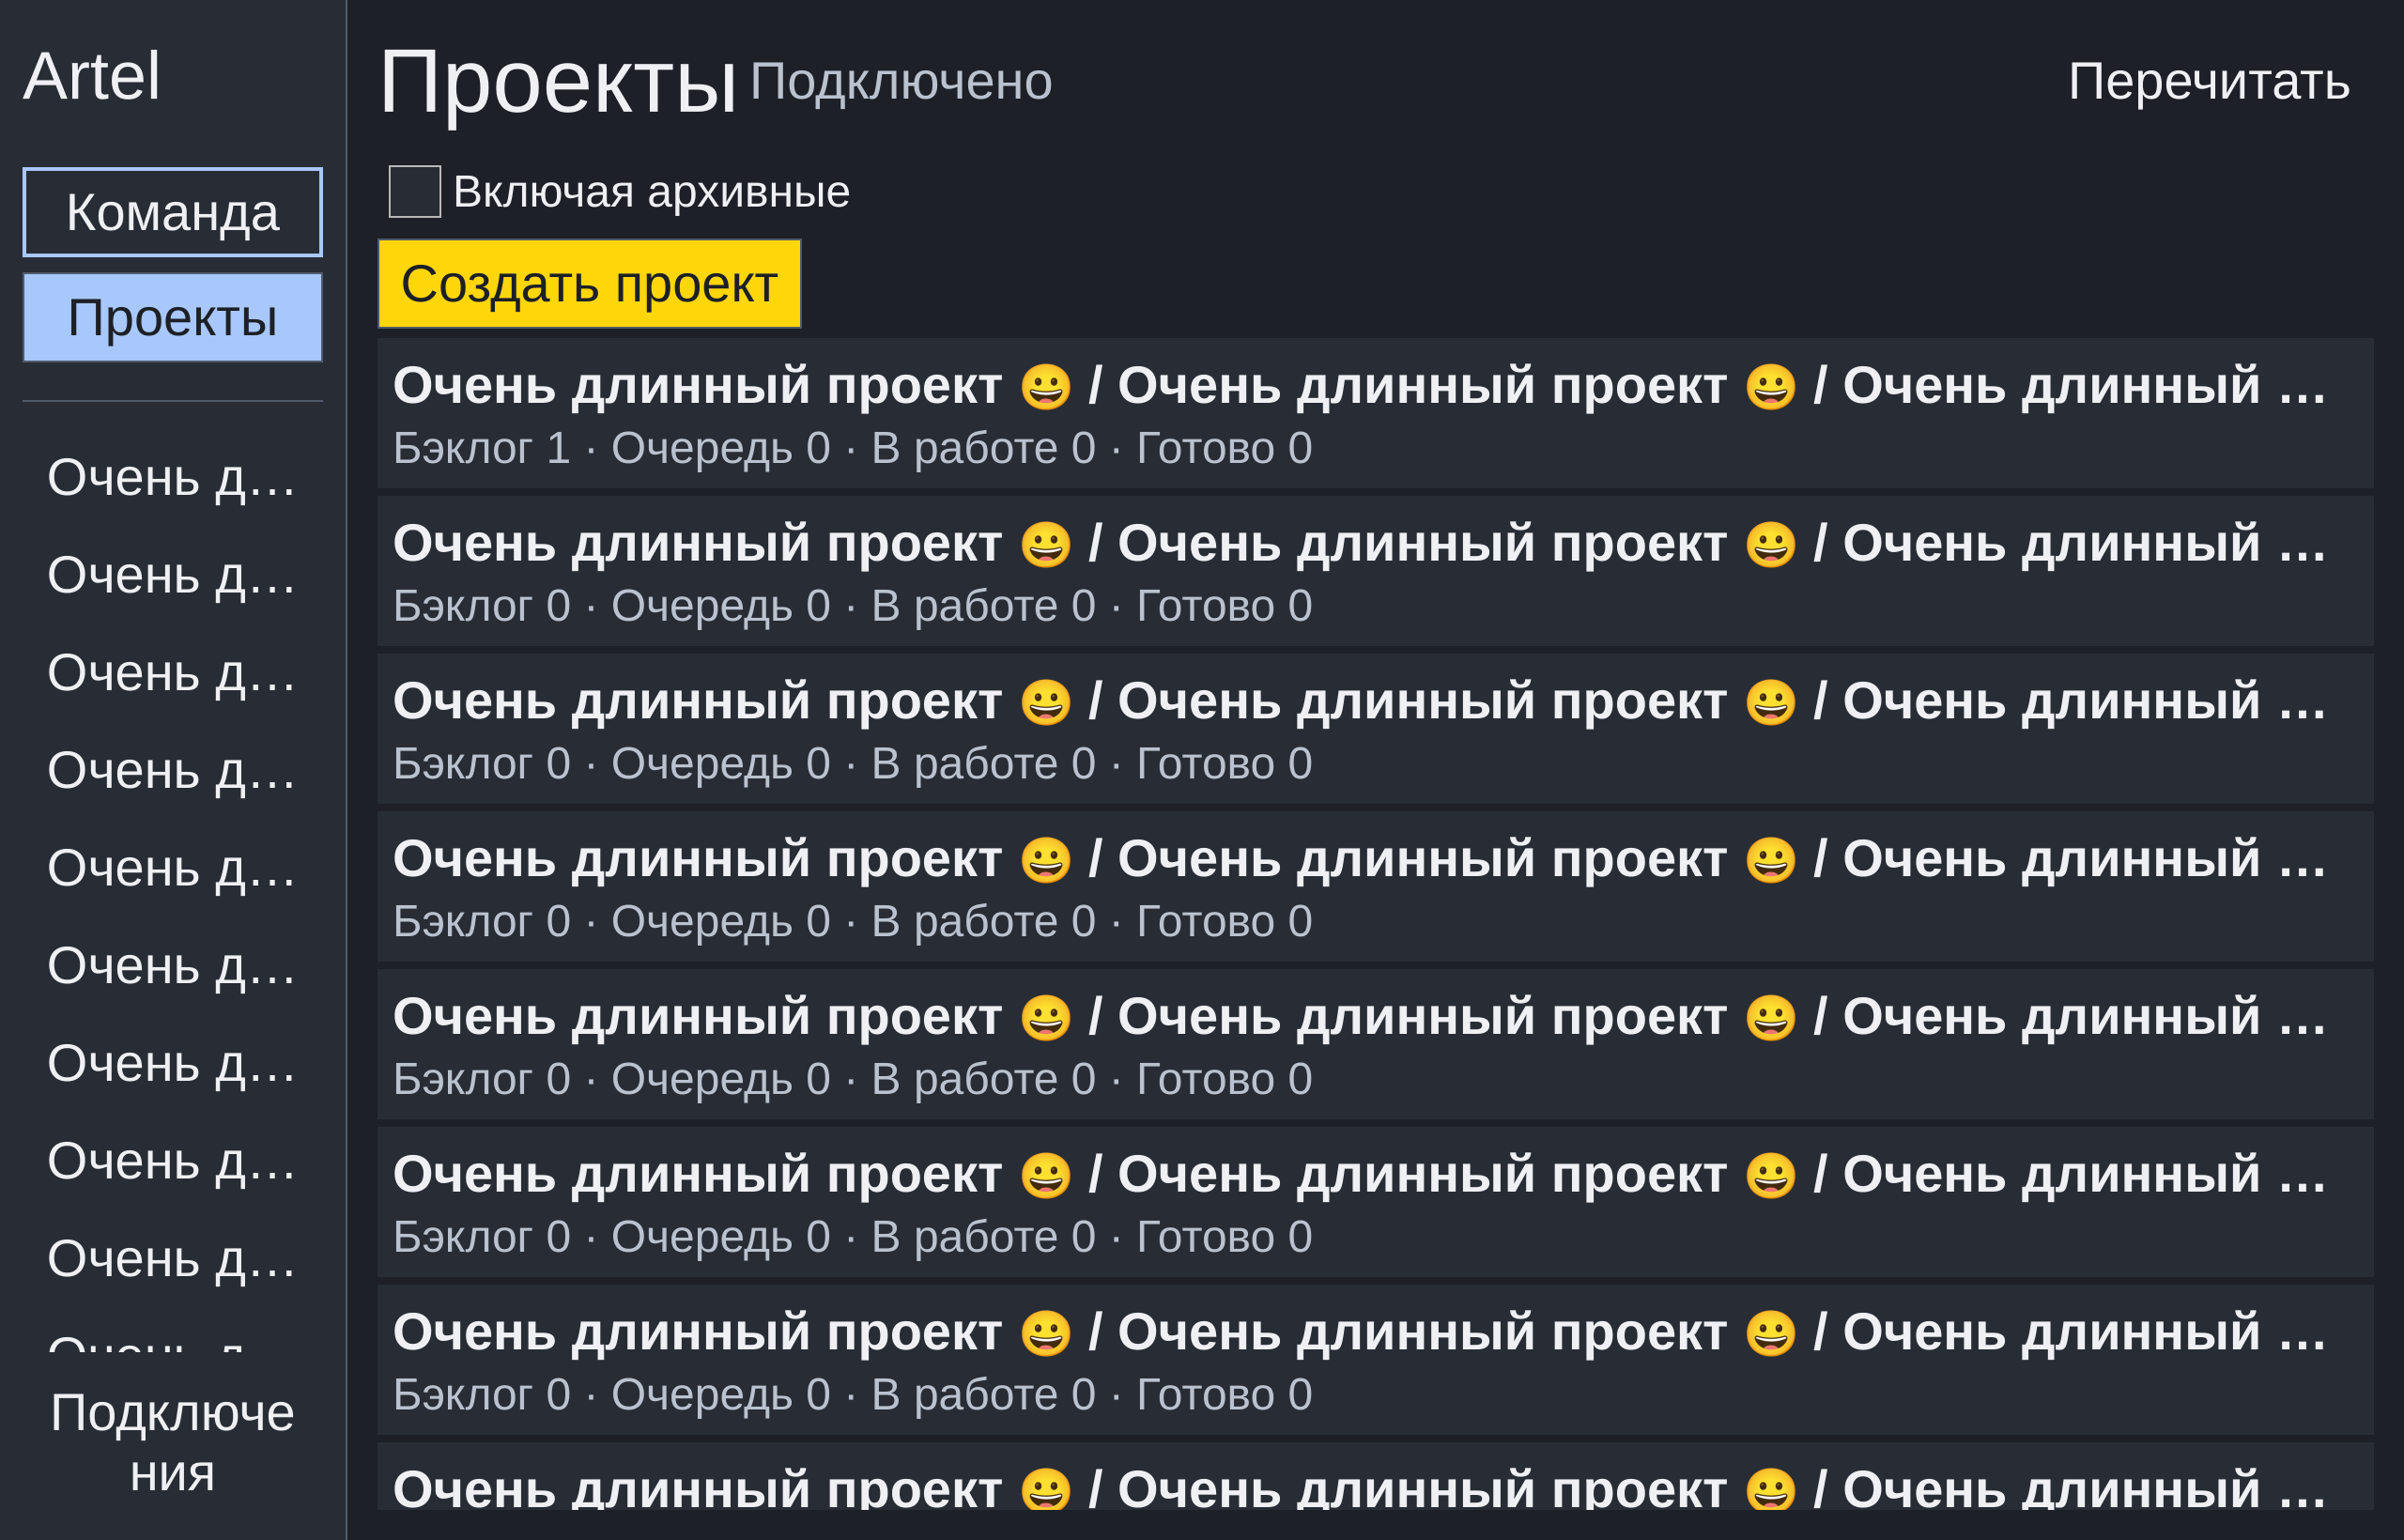 Artel
Команда
Проекты
Очень д…
Очень д…
Очень д…
Очень д…
Очень д…
Очень д…
Очень д…
Очень д…
Очень д…
Очень д…
Подключе
ния
Проекты Подключено
Перечитать
Включая архивные
Создать проект
Очень длинный проект 😀 / Очень длинный проект 😀 / Очень длинный …
Бэклог 1 · Очередь 0 · В работе 0 · Готово 0
Очень длинный проект 😀 / Очень длинный проект 😀 / Очень длинный …
Бэклог 0 · Очередь 0 · В работе 0 · Готово 0
Очень длинный проект 😀 / Очень длинный проект 😀 / Очень длинный …
Бэклог 0 · Очередь 0 · В работе 0 · Готово 0
Очень длинный проект 😀 / Очень длинный проект 😀 / Очень длинный …
Бэклог 0 · Очередь 0 · В работе 0 · Готово 0
Очень длинный проект 😀 / Очень длинный проект 😀 / Очень длинный …
Бэклог 0 · Очередь 0 · В работе 0 · Готово 0
Очень длинный проект 😀 / Очень длинный проект 😀 / Очень длинный …
Бэклог 0 · Очередь 0 · В работе 0 · Готово 0
Очень длинный проект 😀 / Очень длинный проект 😀 / Очень длинный …
Бэклог 0 · Очередь 0 · В работе 0 · Готово 0
Очень длинный проект 😀 / Очень длинный проект 😀 / Очень длинный …